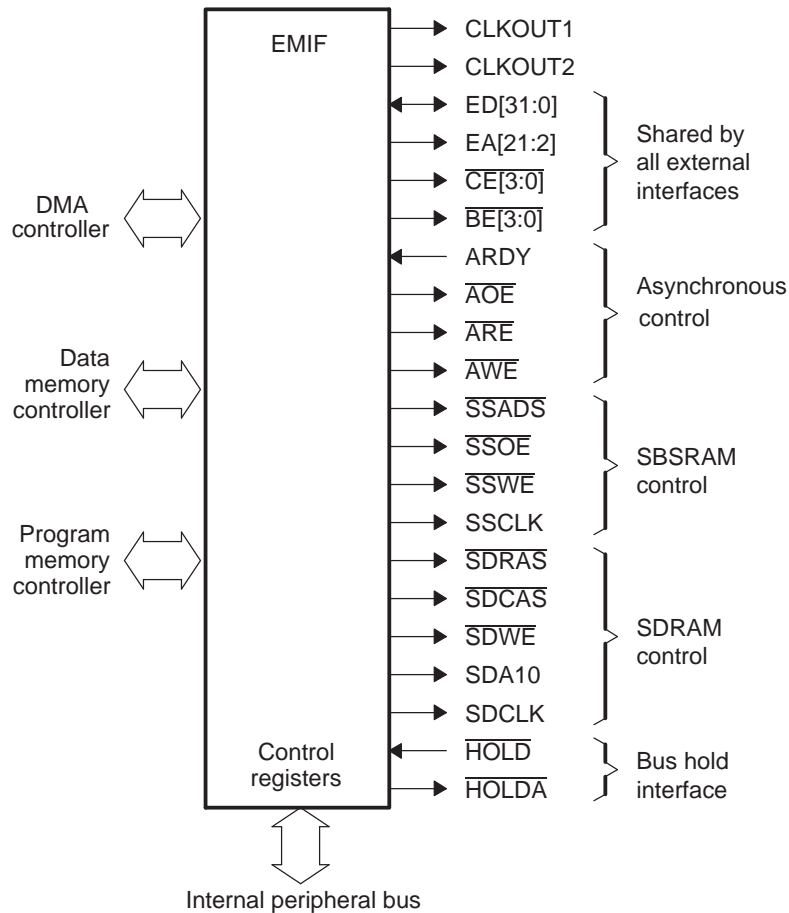 EMIF
CLKOUT1
CLKOUT2
ED[31:0]
EA[21:2]
CE[3:0]
BE[3:0]
Shared by
all external
interfaces
DMA
controller
ARDY
AOE
ARE
AWE
Asynchronous
control
Data
memory
controller
SSADS
SSOE
SSWE
SSCLK
SBSRAM
control
Program
memory
controller
SDRAS
SDCAS
SDWE
SDA10
SDCLK
SDRAM
control
Control
registers
HOLD
HOLDA
Bus hold
interface
Internal peripheral bus